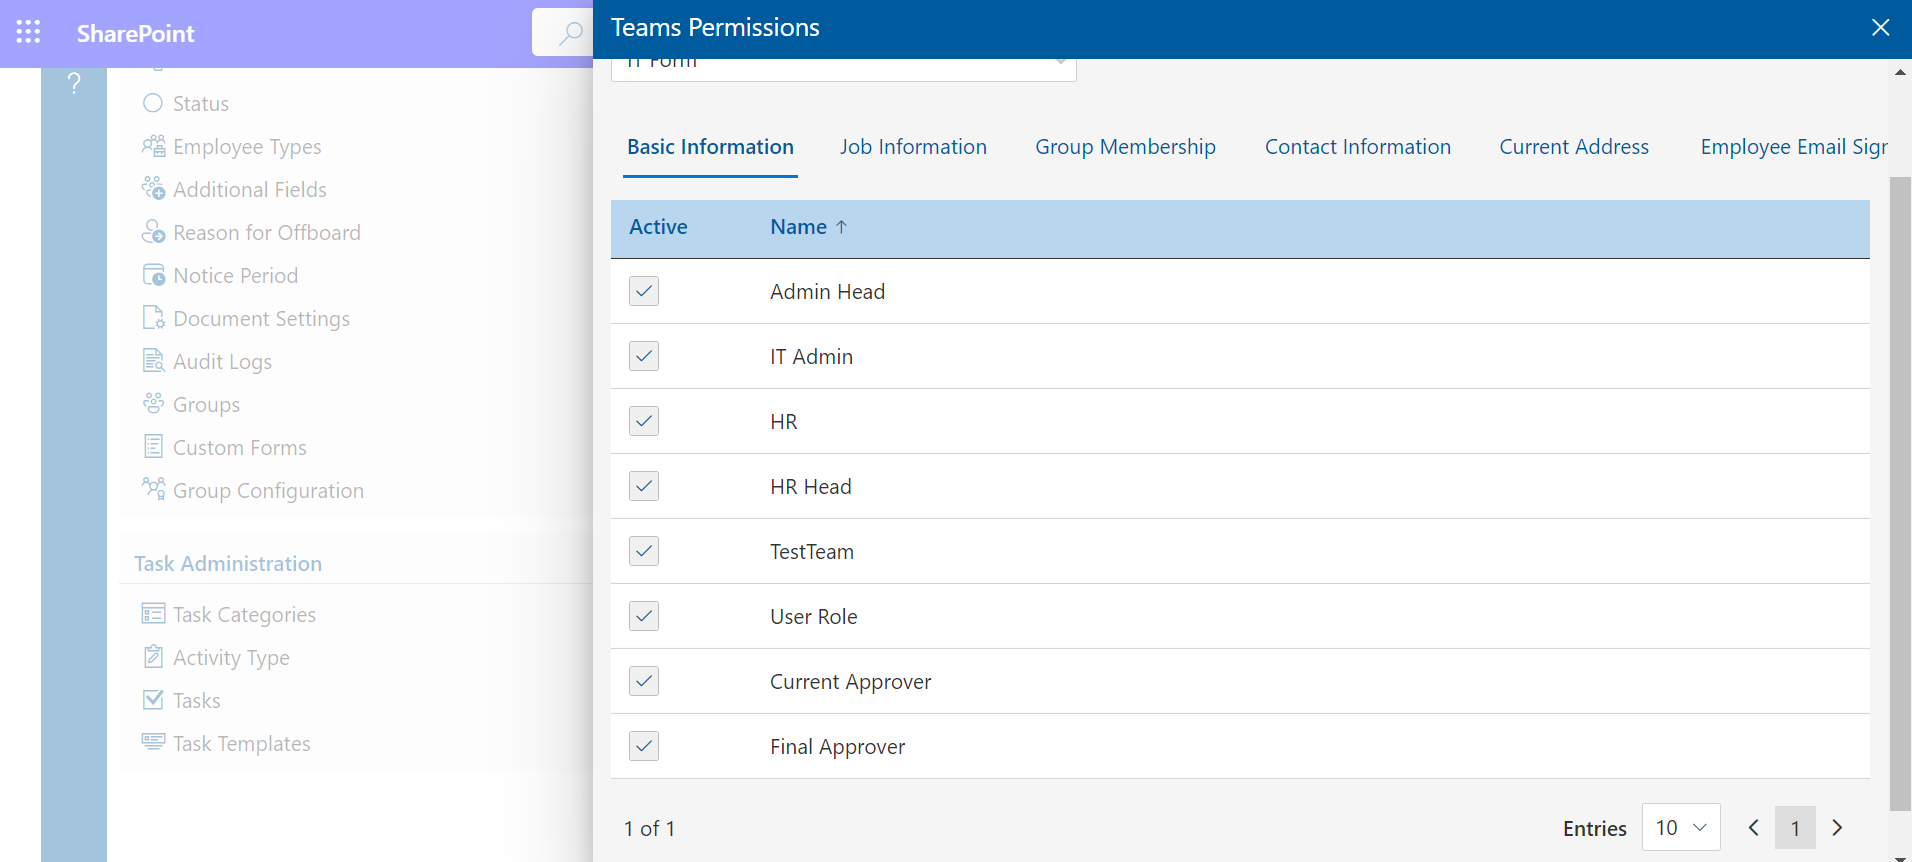 SharePoint
?
Status
Employee Types
Additional Fields
Reason for Offboard
Notice Period
Document Settings
Audit Logs
Groups
Custom Forms
Group Configuration
Task Administration
Task Categories
Activity Type
Tasks
Task Templates
Teams Permissions
IT Form
Basic Information Job Information Group Membership Contact Information Current Address Employee Email Sigr
Active Name ↑
Admin Head
IT Admin
HR
HR Head
TestTeam
User Role
Current Approver
Final Approver
1 of 1 Entries 10 1